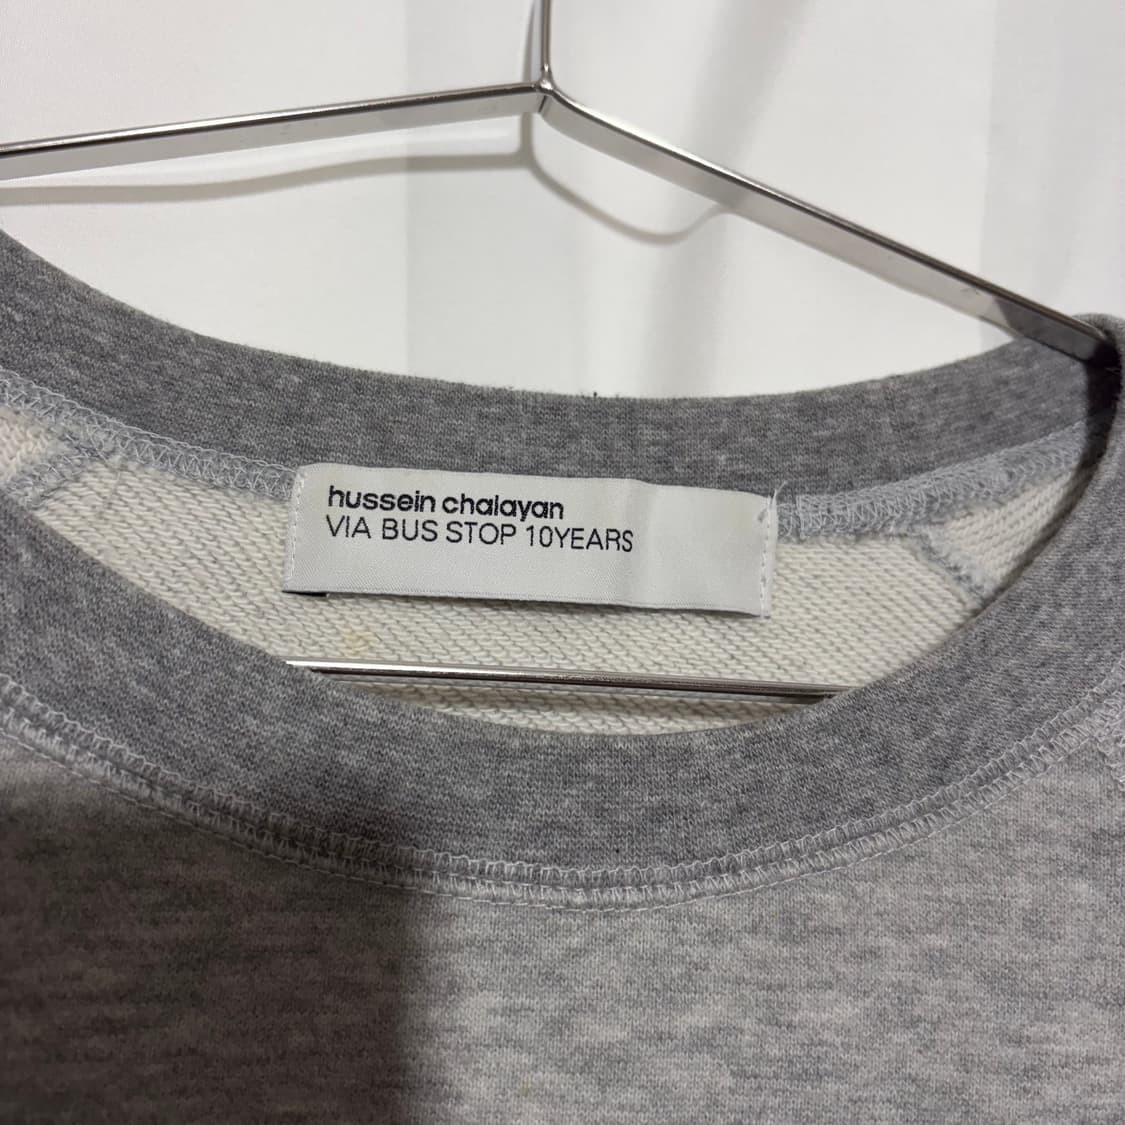 hussein chalayan
VIA BUS STOP 10YEARS